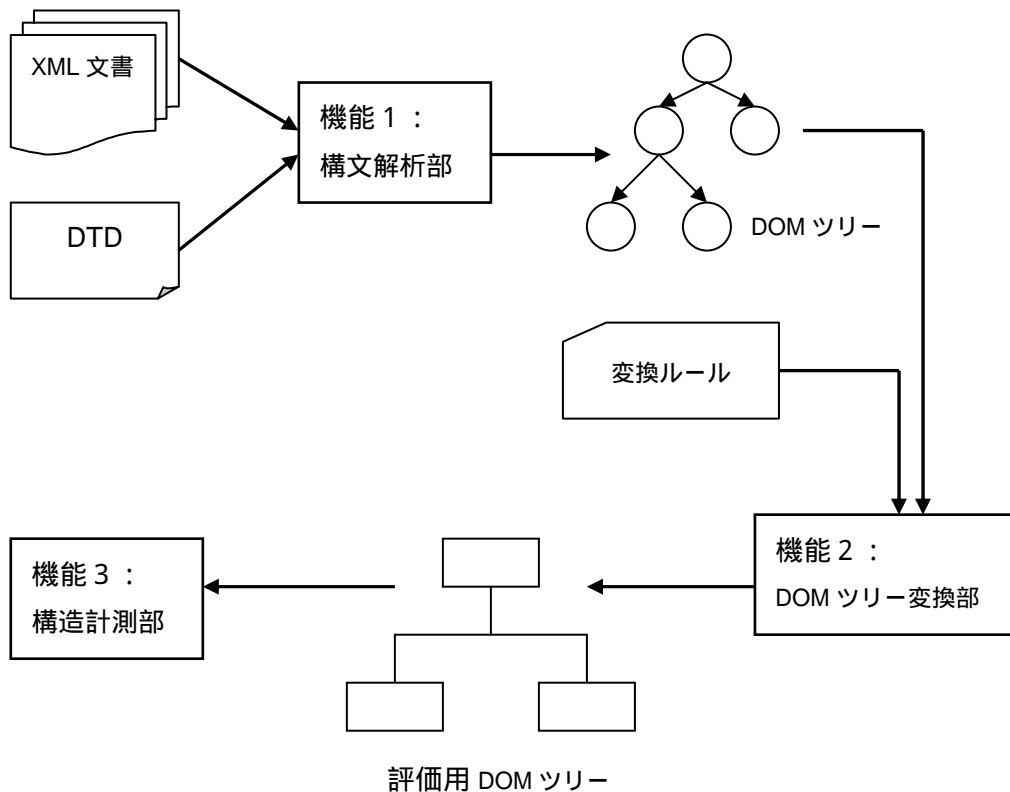 XML 文書
機能 1 :
構文解析部
DTD
DOM ツリー
変換ルール
機能 2 :
DOM ツリー変換部
機能 3 :
構造計測部
評価用 DOM ツリー